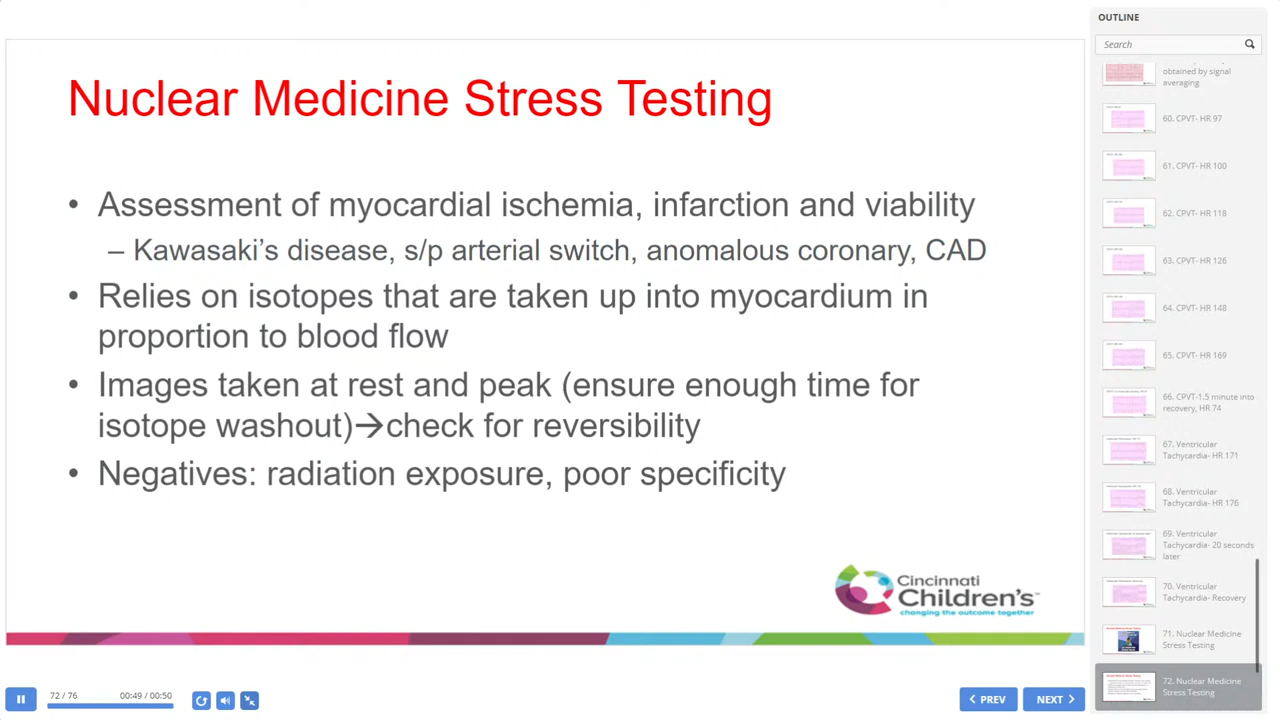 Nuclear Medicine Stress Testing
• Assessment of myocardial ischemia, infarction and viability
– Kawasaki's disease, s/p arterial switch, anomalous coronary, CAD
• Relies on isotopes that are taken up into myocardium in
proportion to blood flow
• Images taken at rest and peak (ensure enough time for
isotope washout)→check for reversibility
• Negatives: radiation exposure, poor specificity
Cincinnati
Children's™
changing the outcome together
72 / 76
00:49 / 00:50
PREV
NEXT
OUTLINE
Search
obtained by signal
averaging
60. CPVT- HR 97
61. CPVT- HR 100
62. CPVT- HR 118
63. CPVT- HR 126
64. CPVT- HR 148
65. CPVT- HR 169
66. CPVT-1.5 minute into
recovery, HR 74
67. Ventricular
Tachycardia- HR 171
68. Ventricular
Tachycardia- HR 176
69. Ventricular
Tachycardia- 20 seconds
later
70. Ventricular
Tachycardia- Recovery
71. Nuclear Medicine
Stress Testing
72. Nuclear Medicine
Stress Testing